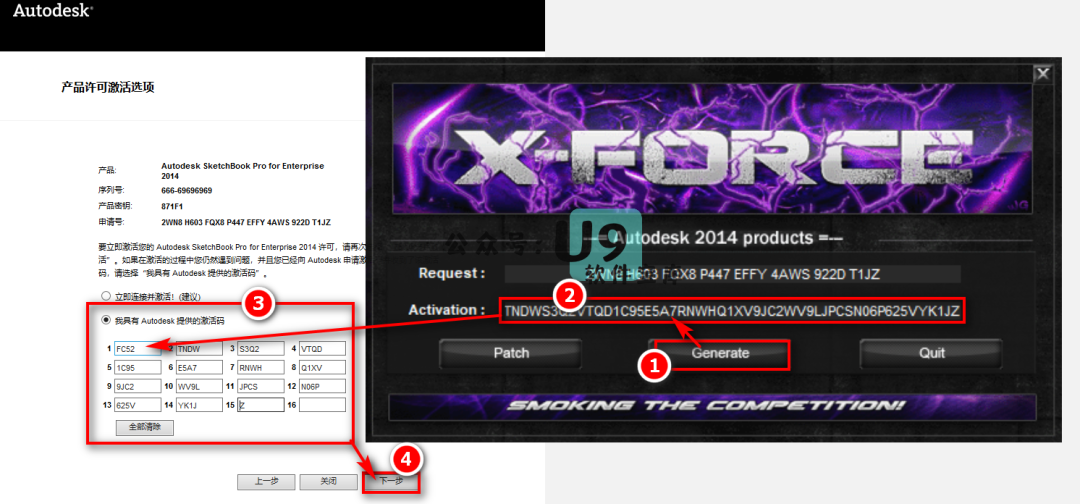 Autodesk
产品许可激活选项
产品: Autodesk SketchBook Pro for Enterprise 2014
序列号: 666-69696969
产品密钥: 871F1
申请号: 2WN8 H603 FQX8 P447 EFFY 4AWS 922D T1JZ
要立即激活您的 Autodesk SketchBook Pro for Enterprise 2014 许可，请再次
活”。如果在激活的过程中您仍然遇到问题，并且您已经向 Autodesk 申请激
码，请选择“我具有 Autodesk 提供的激活码”。
立即连接并激活！(建议)
我具有 Autodesk 提供的激活码
1 FC52 2 TNDW 3 S3Q2 4 VTQD
5 1C95 6 E5A7 7 RNWH 8 Q1XV
9 9JC2 10 WV9L 11 JPCS 12 N06P
13 625V 14 YK1J 15 Z 16
全部清除
上一步 关闭 下一步
X-FORCE
公众号：
U9
软件
--= Autodesk 2014 products =--
Request : 2WN8 H603 FQX8 P447 EFFY 4AWS 922D T1JZ
Activation : TNDWS3Q2VTQD1C95E5A7RNWHQ1XV9JC2WV9LJPCSN06P625VYK1JZ
Patch Generate Quit
SMOKING THE COMPETITION!
1
2
3
4